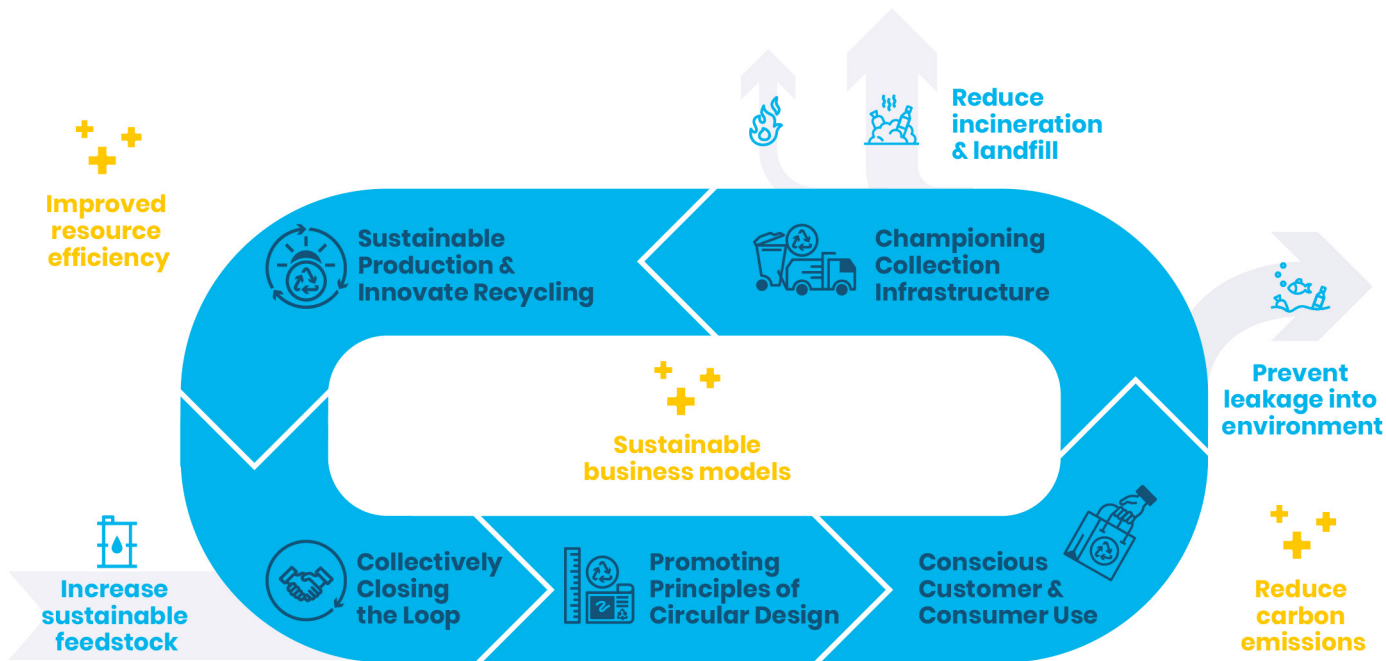 Reduce
incineration
& landfill
Improved
resource
efficiency
Sustainable
Production &
Innovate Recycling
Championing
Collection
Infrastructure
Prevent
leakage into
environment
Sustainable
business models
Increase
sustainable
feedstock
Collectively
Closing
the Loop
Promoting
Principles of
Circular Design
Conscious
Customer &
Consumer Use
Reduce
carbon
emissions